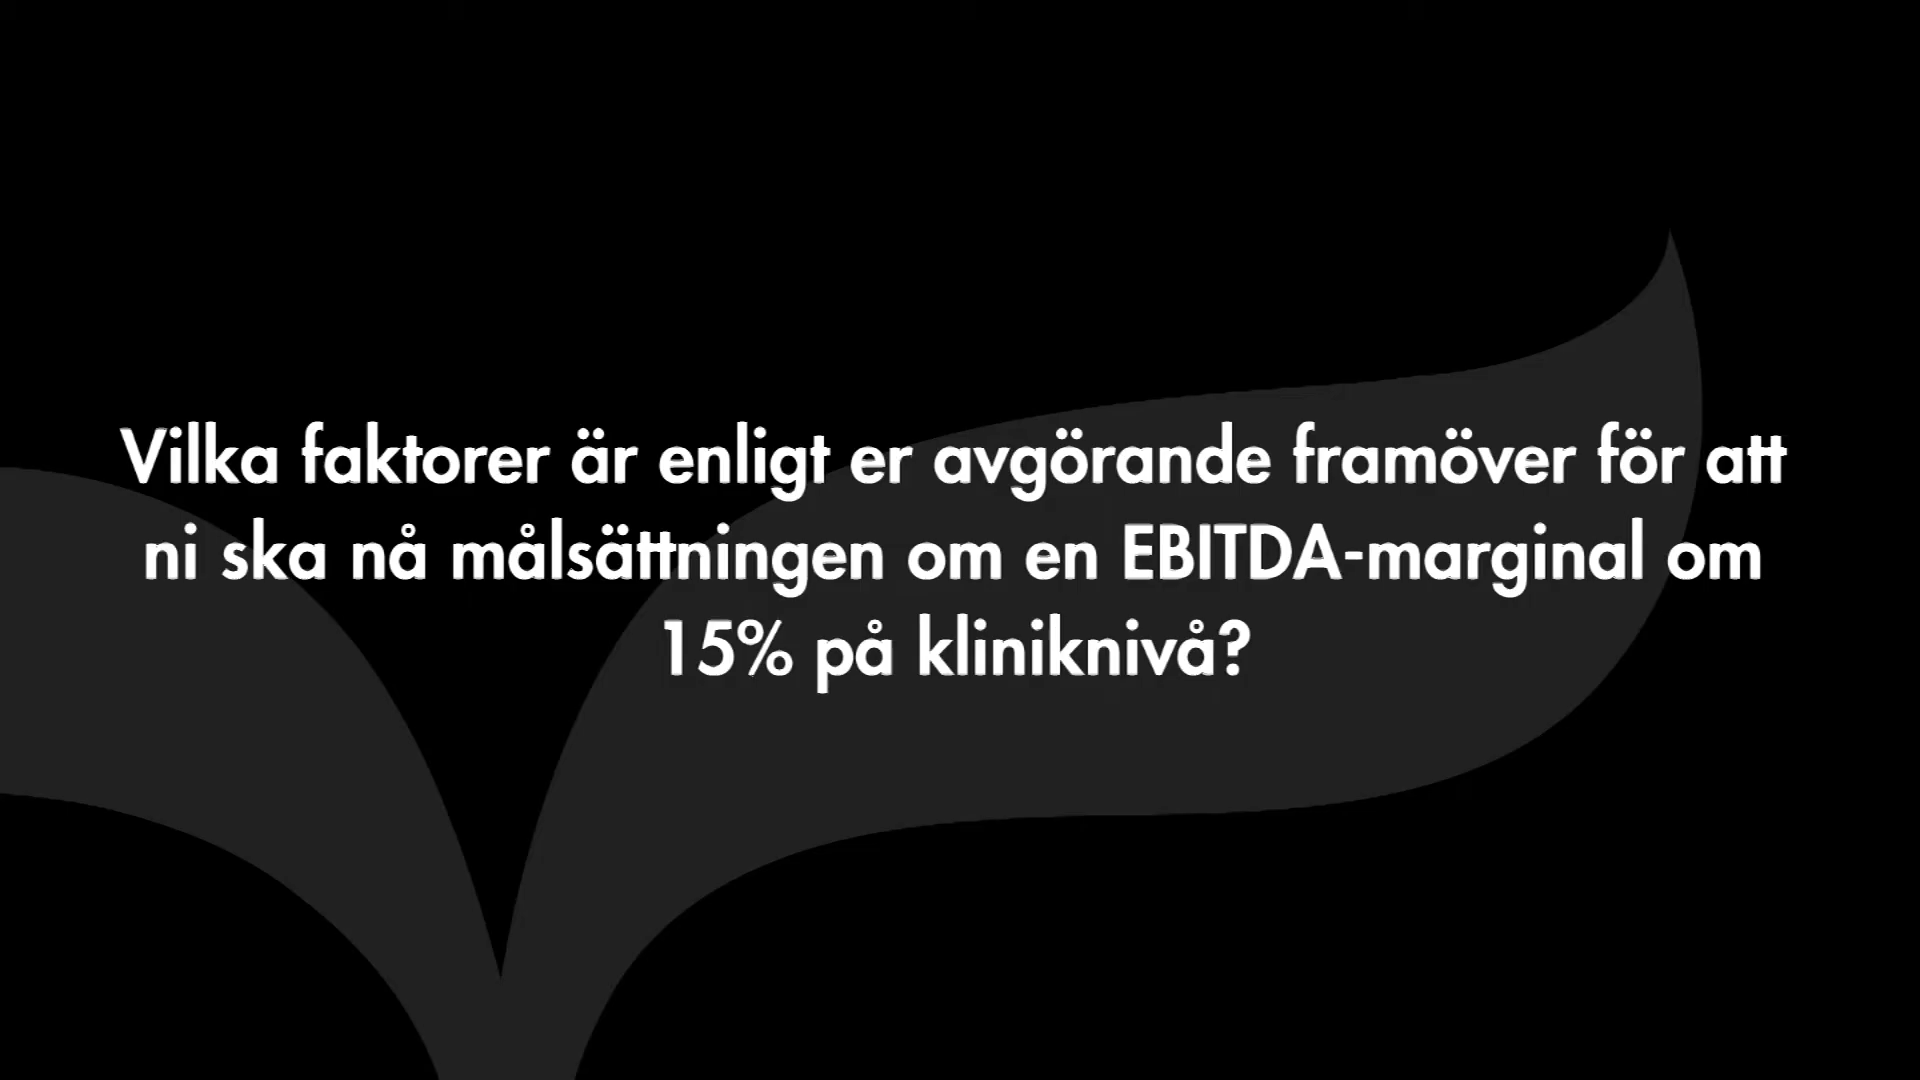 Vilka faktorer är enligt er avgörande framöver för att
ni ska nå målsättningen om en EBITDA-marginal om
15% på kliniknivå?